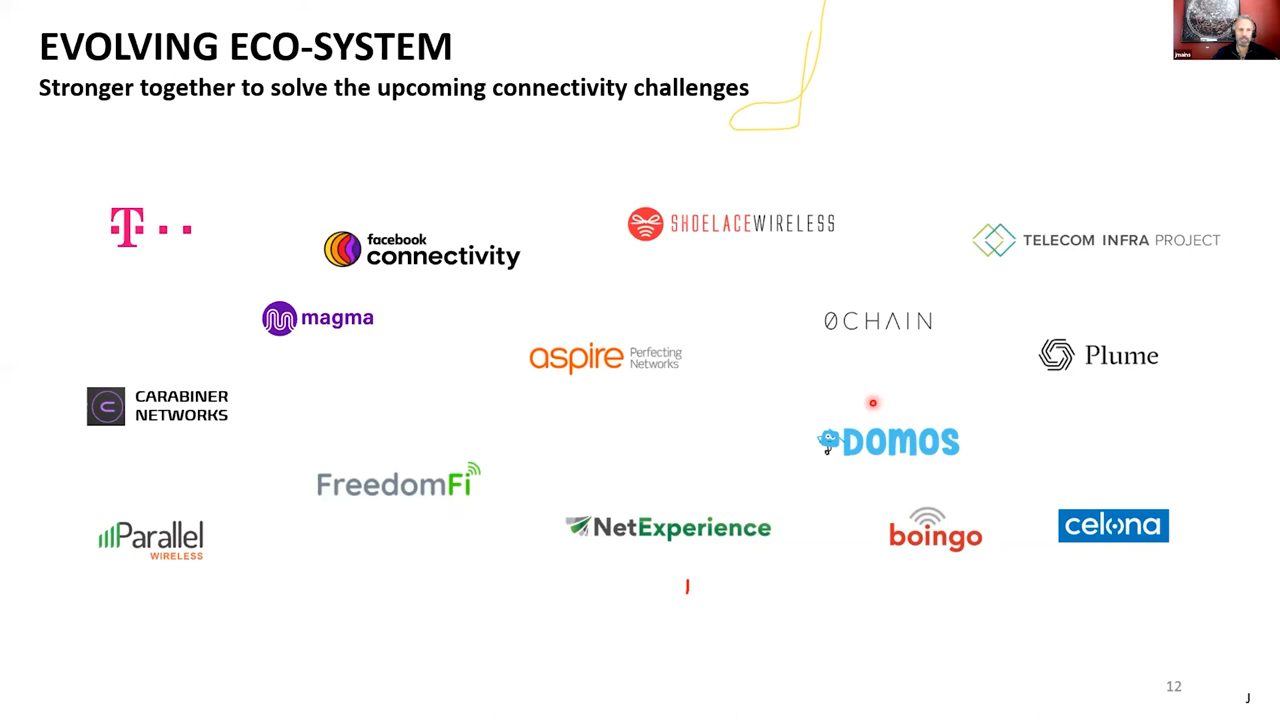 EVOLVING ECO-SYSTEM
Stronger together to solve the upcoming connectivity challenges
jmains
T
SHOELACEWIRELESS
facebook
connectivity
TELECOM INFRA PROJECT
magma
0CHAIN
aspire Perfecting
Networks
Plume
CARABINER
NETWORKS
DOMOS
FreedomFi
Parallel
WIRELESS
NetExperience
boingo
celona
12
J